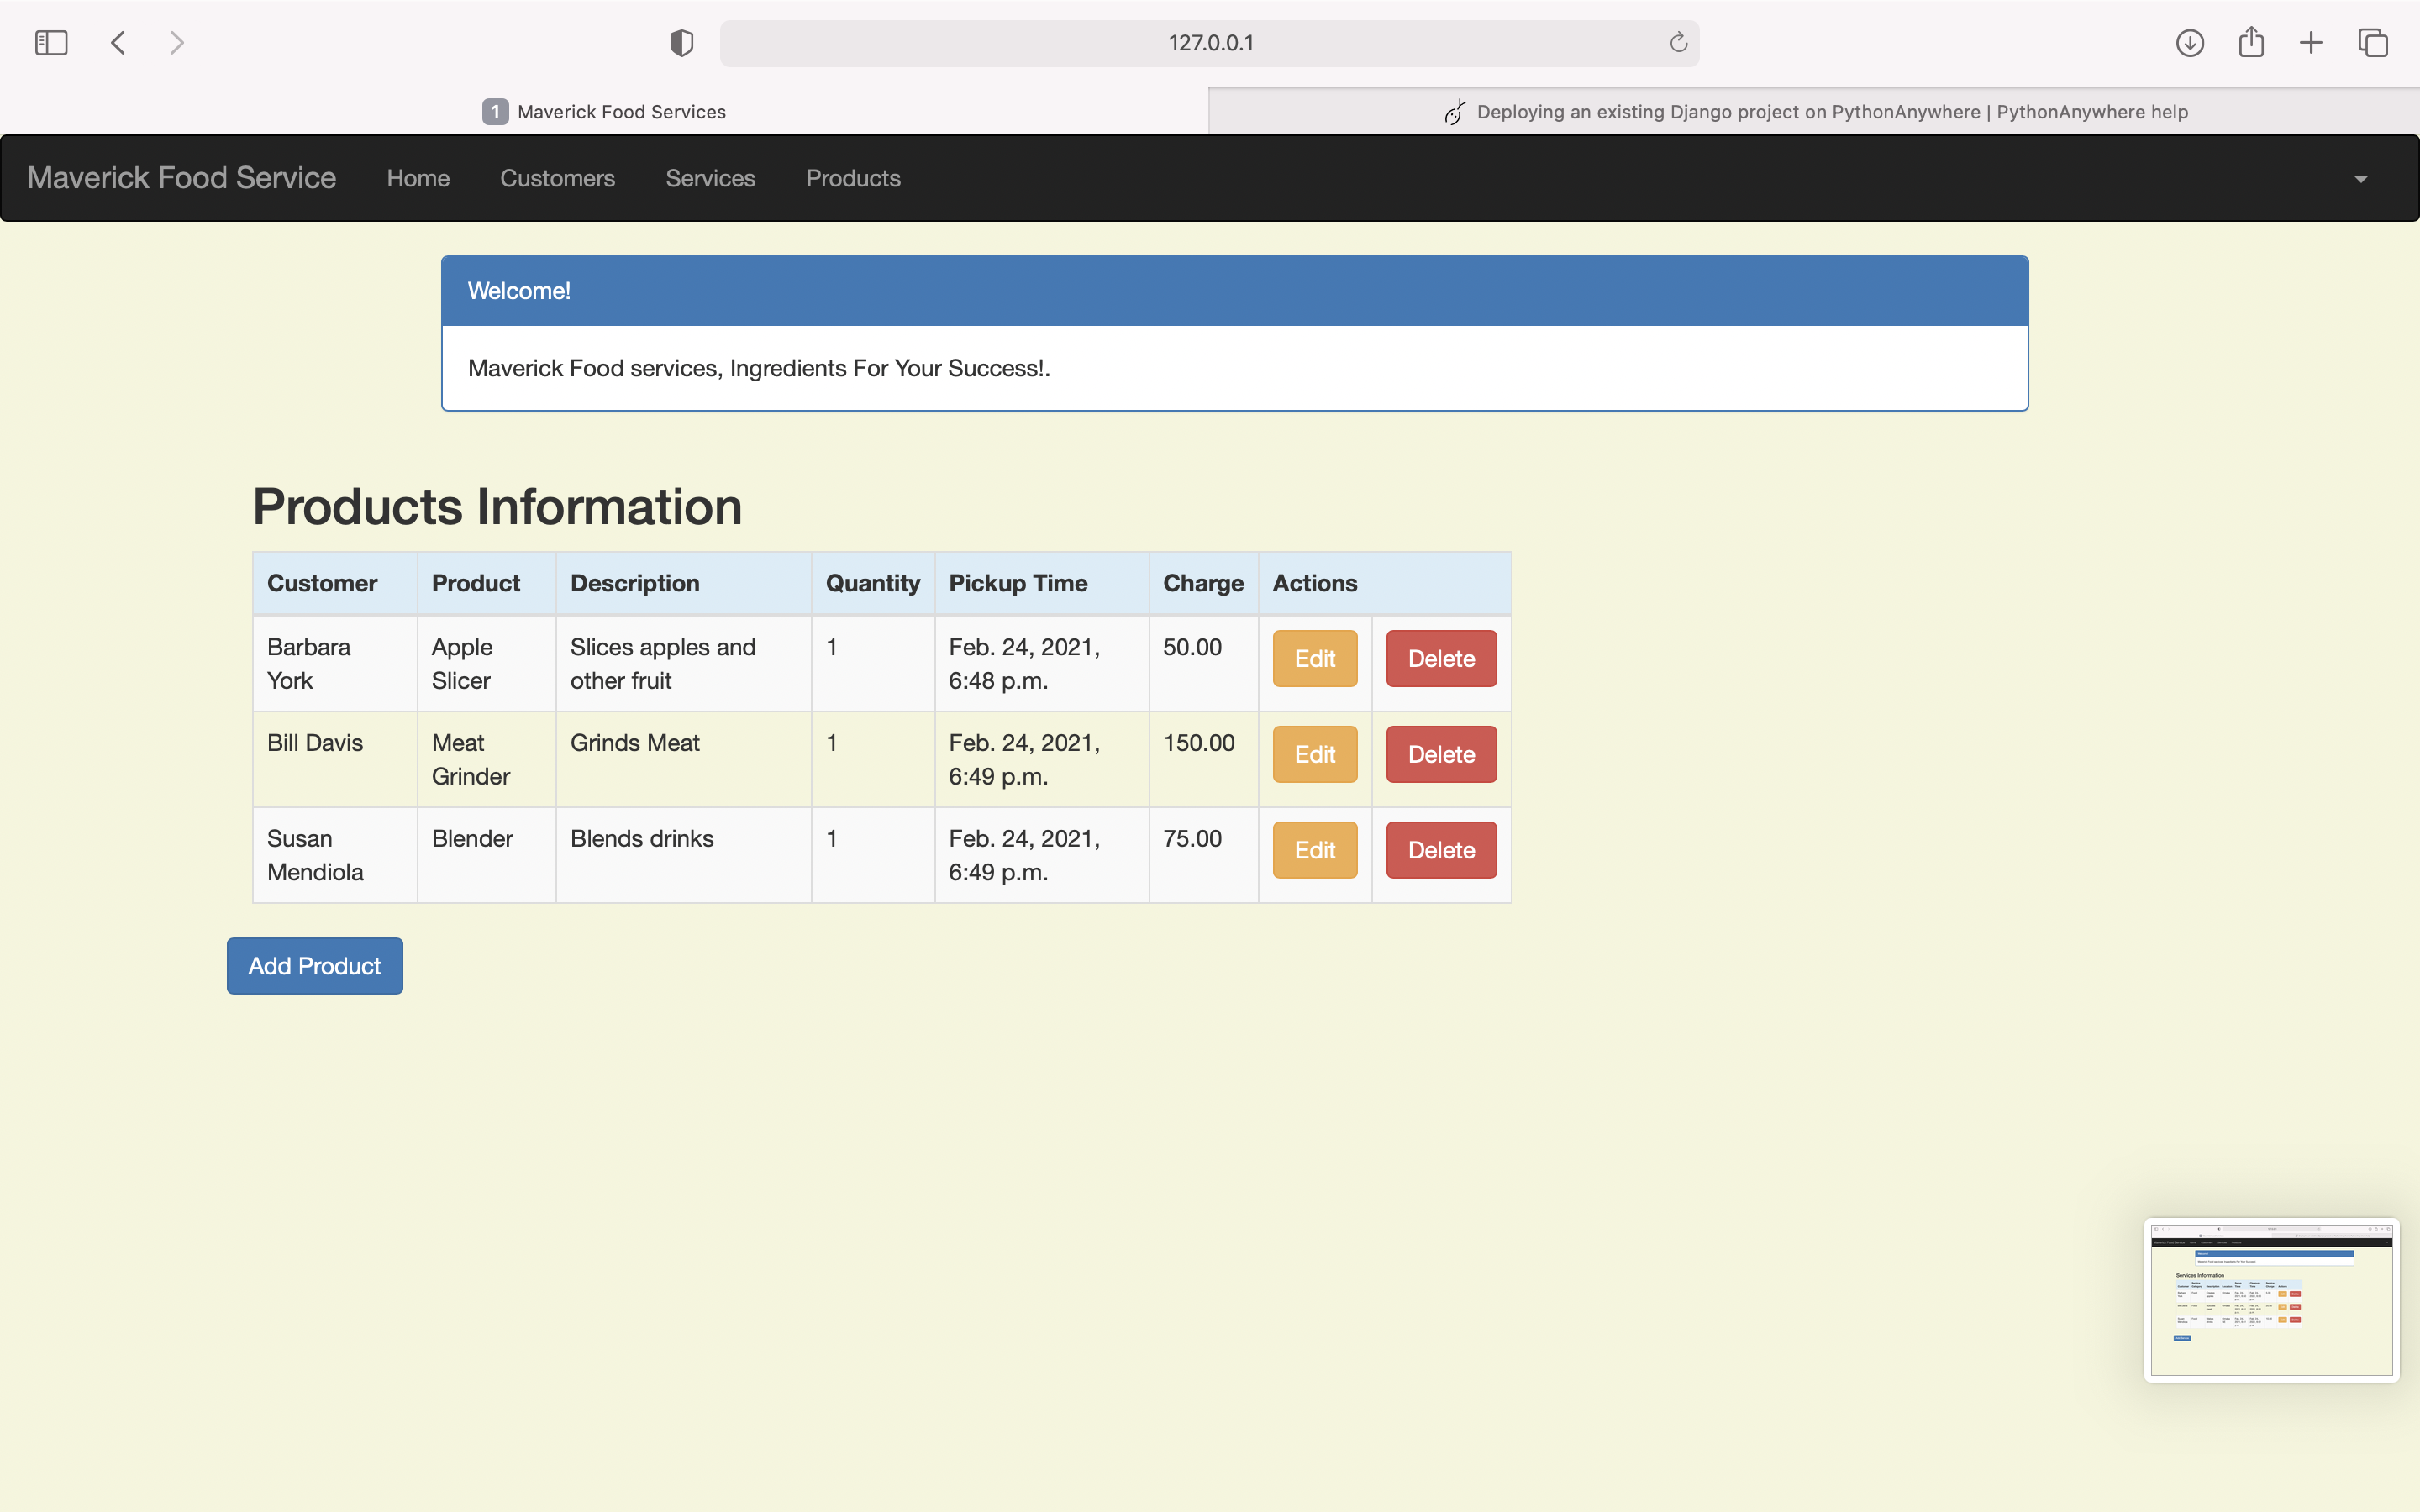 127.0.0.1
1 Maverick Food Services
Deploying an existing Django project on PythonAnywhere | PythonAnywhere help
Maverick Food Service Home Customers Services Products
Welcome!
Maverick Food services, Ingredients For Your Success!.
Products Information
Customer Product Description Quantity Pickup Time Charge Actions
Barbara Apple Slices apples and 1 Feb. 24, 2021, 50.00 Edit Delete
York Slicer other fruit 6:48 p.m.
Bill Davis Meat Grinds Meat 1 Feb. 24, 2021, 150.00 Edit Delete
Grinder 6:49 p.m.
Susan Blender Blends drinks 1 Feb. 24, 2021, 75.00 Edit Delete
Mendiola 6:49 p.m.
Add Product
Services Information